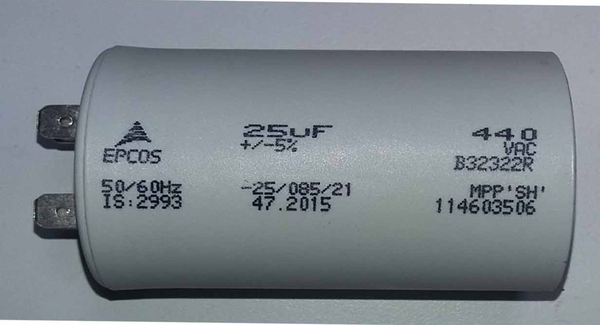 EPCOS
50/60Hz
IS:2993
25uF
+/-5%
-25/085/21
47.2015
440
VAC
B32322R
MPP'SH'
114603506